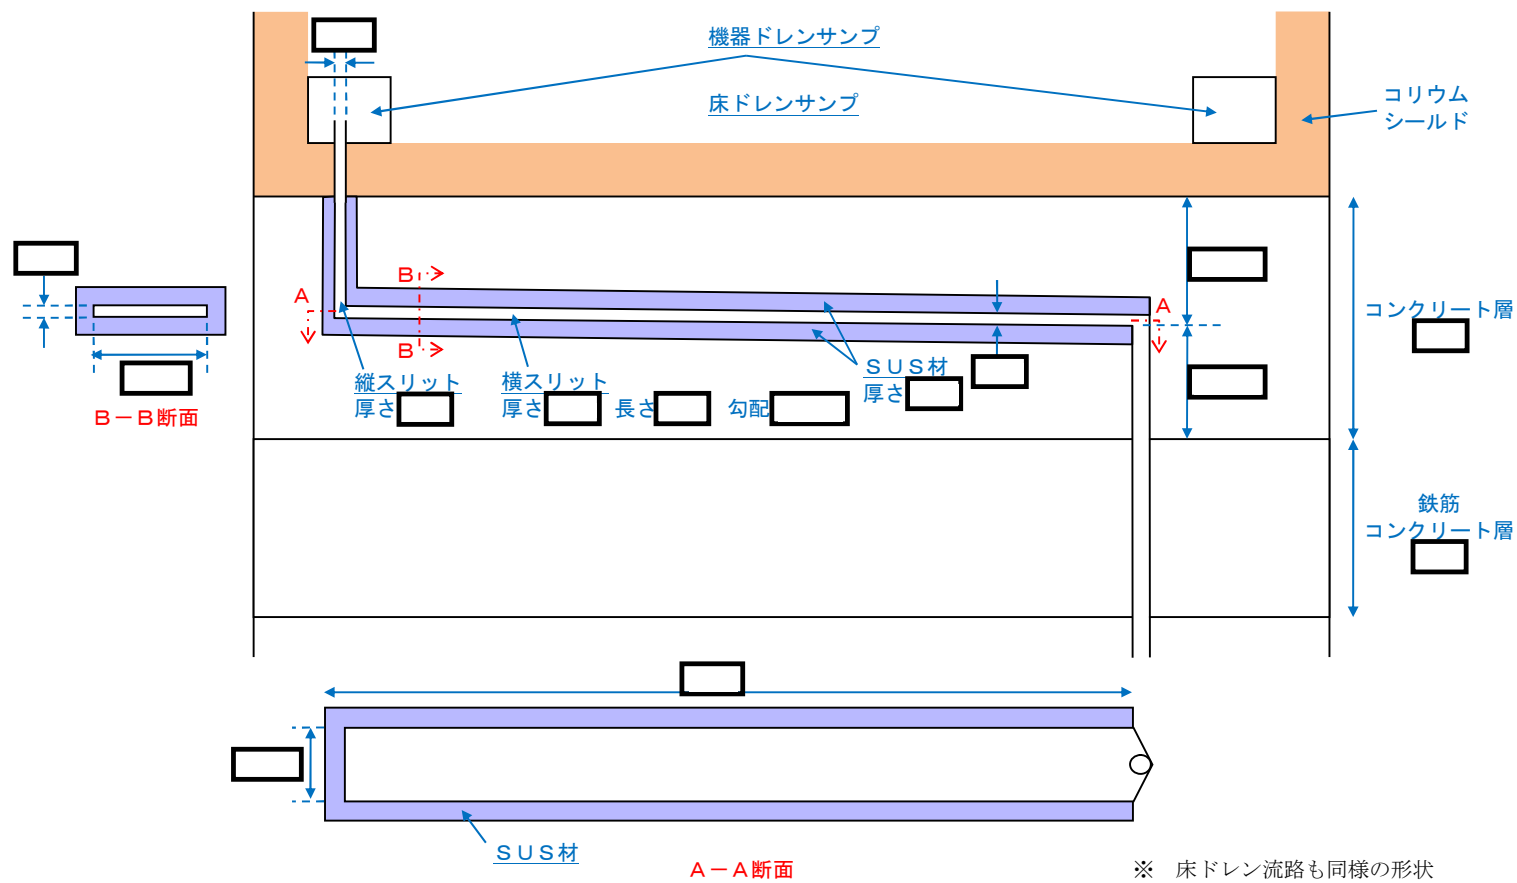 機器ドレンサンプ
床ドレンサンプ
コリウム
シールド
B
B
A
A
コンクリート層
縦スリット
厚さ
横スリット
厚さ 長さ 勾配
ＳＵＳ材
厚さ
Ｂ－Ｂ断面
鉄筋
コンクリート層
ＳＵＳ材
Ａ－Ａ断面
※ 床ドレン流路も同様の形状